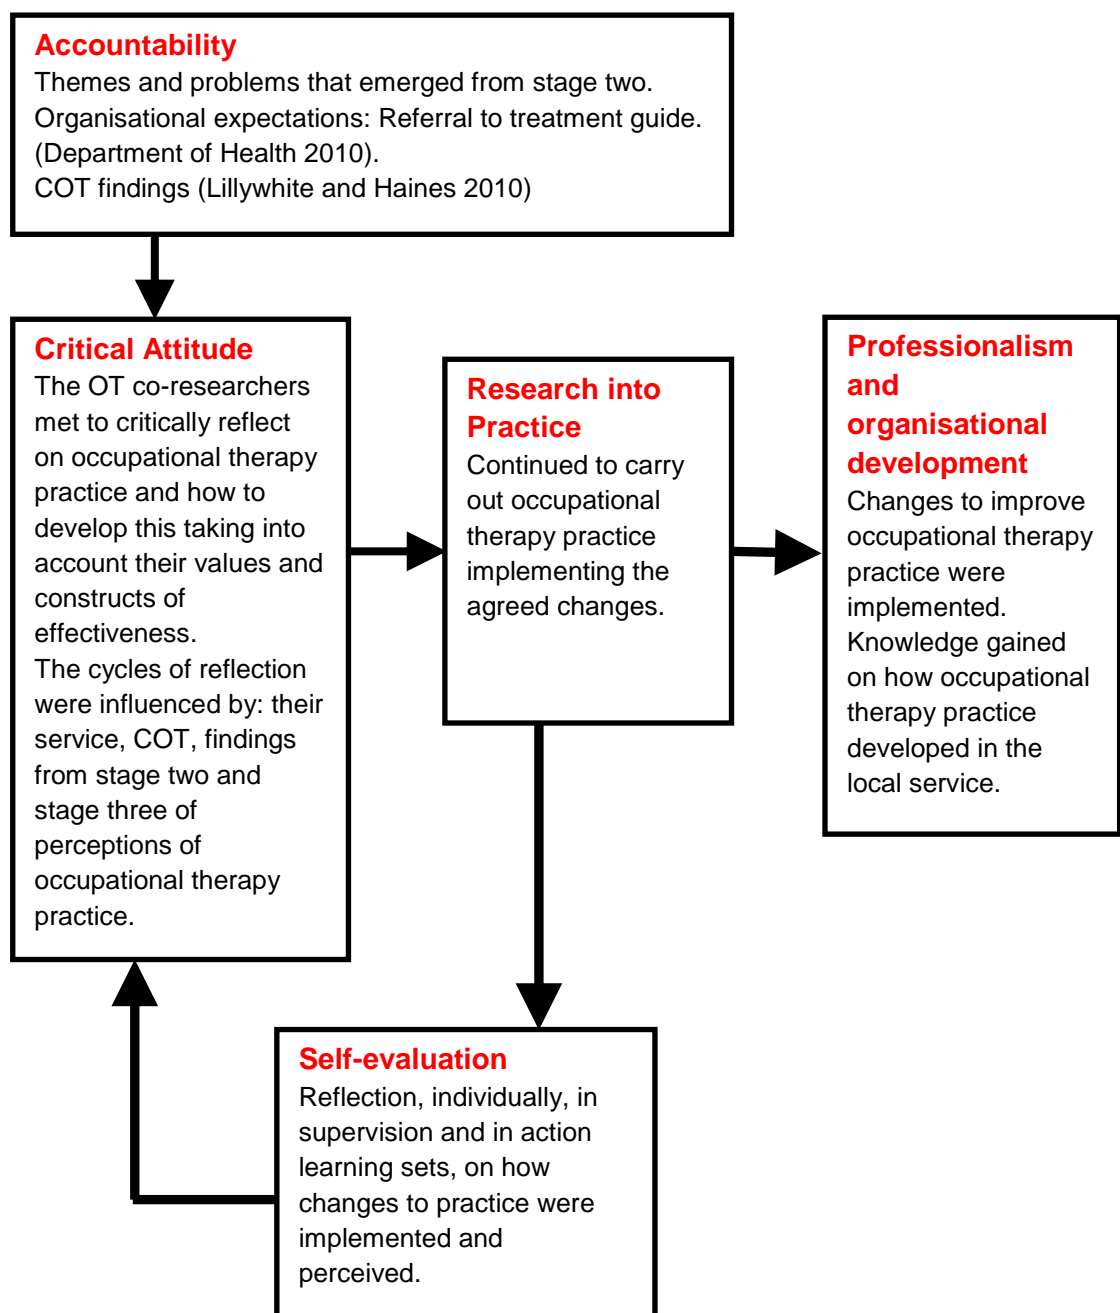 Accountability
Themes and problems that emerged from stage two.
Organisational expectations: Referral to treatment guide.
(Department of Health 2010).
COT findings (Lillywhite and Haines 2010)
Critical Attitude
The OT co-researchers
met to critically reflect
on occupational therapy
practice and how to
develop this taking into
account their values and
constructs of
effectiveness.
The cycles of reflection
were influenced by: their
service, COT, findings
from stage two and
stage three of
perceptions of
occupational therapy
practice.
Research into
Practice
Continued to carry
out occupational
therapy practice
implementing the
agreed changes.
Professionalism
and
organisational
development
Changes to improve
occupational therapy
practice were
implemented.
Knowledge gained
on how occupational
therapy practice
developed in the
local service.
Self-evaluation
Reflection, individually, in
supervision and in action
learning sets, on how
changes to practice were
implemented and
perceived.